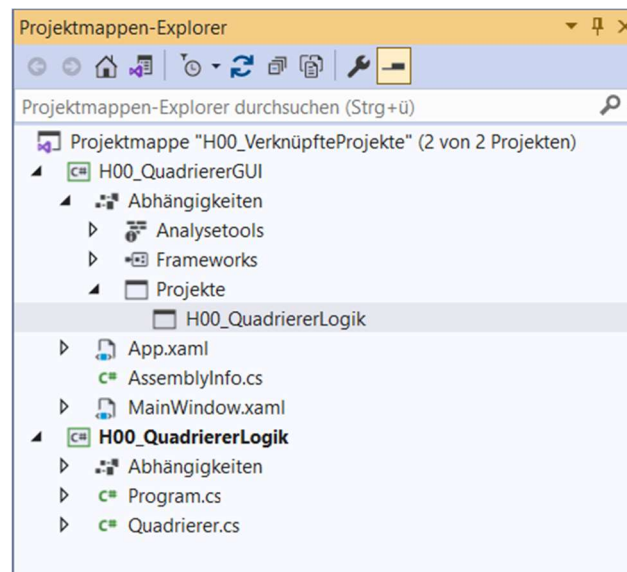 Projektmappen-Explorer
Projektmappen-Explorer durchsuchen (Strg+ü)
Projektmappe "H00_VerknüpfteProjekte" (2 von 2 Projekten)
C# H00_QuadriererGUI
Abhängigkeiten
Analysetools
Frameworks
Projekte
H00_QuadriererLogik
App.xaml
C# AssemblyInfo.cs
MainWindow.xaml
C# H00_QuadriererLogik
Abhängigkeiten
C# Program.cs
C# Quadrierer.cs